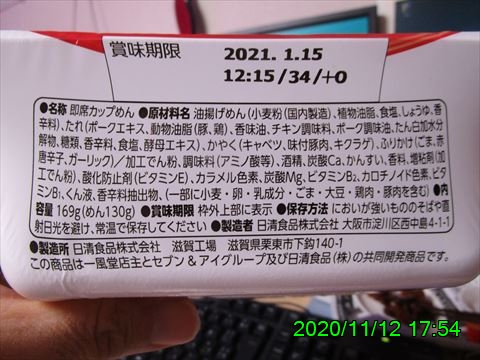 賞味期限
2021. 1.15
12:15/34/+O
●名称 即席カップめん ●原材料名 油揚げめん(小麦粉(国内製造)、植物油脂、食塩、しょうゆ、香
辛料)、たれ(ポークエキス、動物油脂(豚、鶏)、香味油、チキン調味料、ポーク調味油、たん白加水分
解物、糖類、香辛料、食塩、酵母エキス)、かやく(キャベツ、味付豚肉、キクラゲ)、ふりかけ(ごま、赤
唐辛子、ガーリック)/加工でん粉、調味料(アミノ酸等)、酒精、炭酸Ca、かんすい、香料、増粘剤(加
工でん粉)、酸化防止剤(ビタミンE)、カラメル色素、炭酸Mg、ビタミンB₂、カロチノイド色素、ビ
タミンB₁、くん液、香辛料抽出物、(一部に小麦・卵・乳成分・ごま・大豆・鶏肉・豚肉を含む) ●内
容量 169g(めん130g) ●賞味期限 枠外上部に表示 ●保存方法 においが強いもののそばや直
射日光を避け、常温で保存してください ●製造者 日清食品株式会社 大阪市淀川区西中島4-1-1
●製造所 日清食品株式会社 滋賀工場 滋賀県栗東市下鈎140-1
この商品は一風堂店主とセブン&アイグループ及び日清食品(株)の共同開発商品です。
2020/11/12 17:54